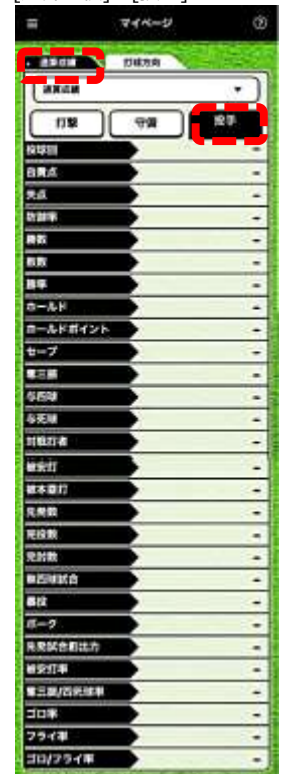 マイページ
通算成績
打球方向
通算成績
打撃
守備
投手
投球回
自責点
失点
防御率
勝数
敗数
勝率
ホールド
ホールドポイント
セーブ
奪三振
与四球
与死球
対戦打者
被安打
被本塁打
先発数
完投数
完封数
無四球試合
暴投
ボーク
先発試合前出力
被安打率
奪三振/四死球率
ゴロ率
フライ率
ゴロ/フライ率